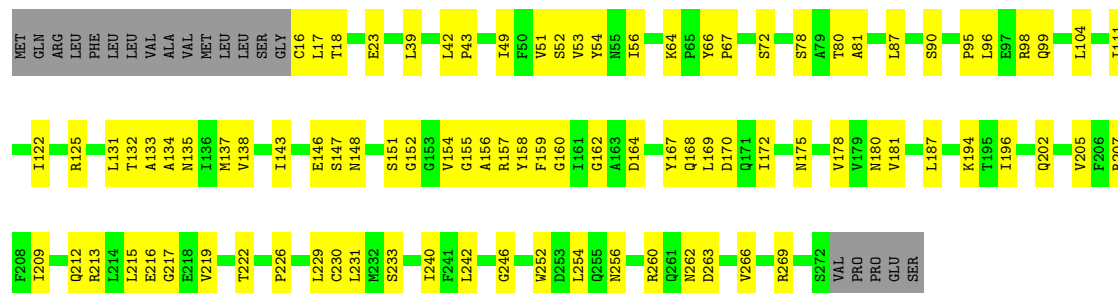 MET GLN ARG LEU PHE LEU LEU VAL ALA VAL MET LEU LEU SER GLY C16 L17 T18 E23 L39 L42 P43 I49 F50 V51 S52 V53 Y54 N55 I56 K64 P65 Y66 P67 S72 S78 A79 T80 A81 L87 S90 P95 L96 E97 R98 Q99 L104
I122 R125 L131 T132 A133 A134 N135 I136 M137 V138 I143 E146 S147 N148 S151 G152 G153 V154 G155 A156 R157 Y158 F159 G160 I161 G162 A163 D164 Y167 Q168 L169 D170 Q171 I172 N175 V178 V179 N180 V181 L187 K194 T195 I196 Q202 V205 F206
F208 I209 Q212 R213 L214 L215 E216 G217 E218 V219 T222 P226 L229 C230 L231 M232 S233 I240 F241 L242 G246 W252 D253 L254 Q255 N256 R260 Q261 N262 D263 V266 R269 S272 VAL PRO PRO GLU SER